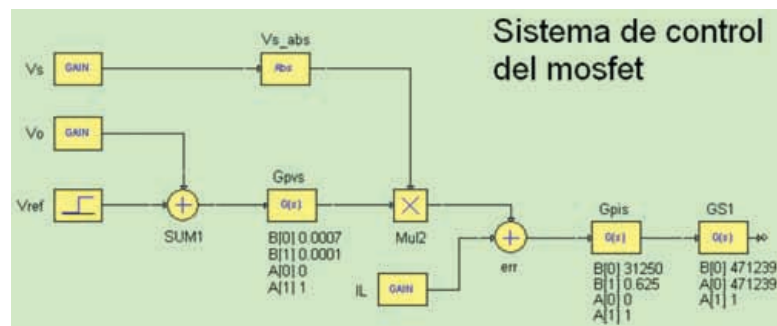 Sistema de control
del mosfet
Vs_abs
Vs
GAIN
Abs
Vo
GAIN
Gpvs
Gpis
GS1
Vref
G(s)
G(s)
G(s)
SUM1
Mul2
err
B[0] 0.0007
B[1] 0.0001
A[0] 0
A[1] 1
IL
GAIN
B[0] 31250
B[1] 0.625
A[0] 0
A[1] 1
B[0] 471239
A[0] 471239
A[1] 1